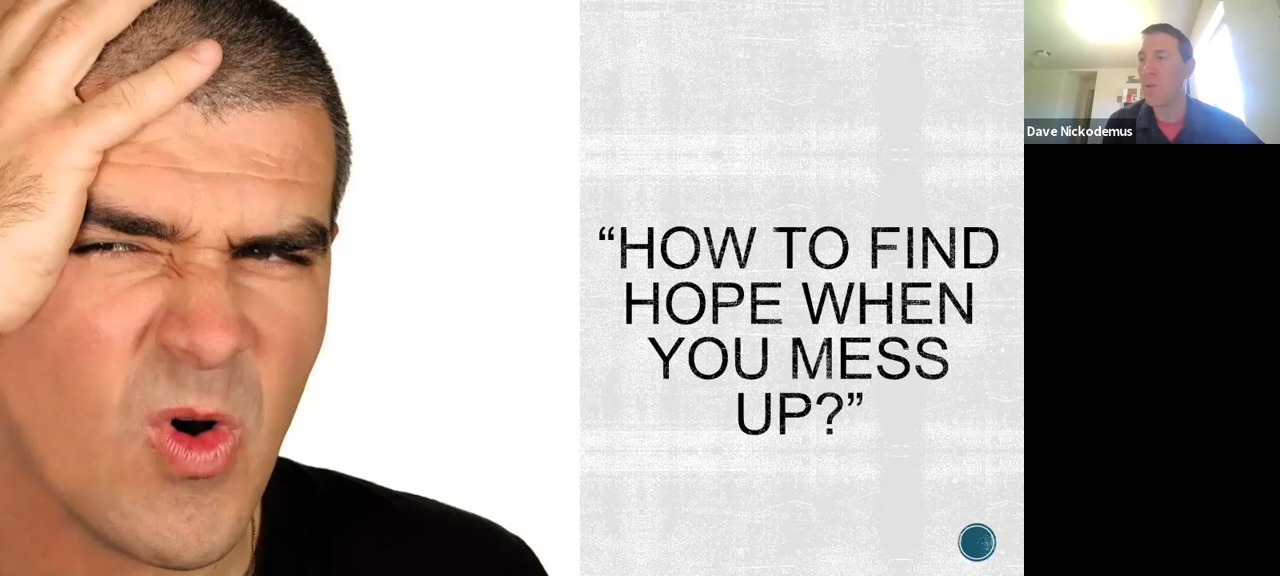 “HOW TO FIND
HOPE WHEN
YOU MESS
UP?”
Dave Nickodemus